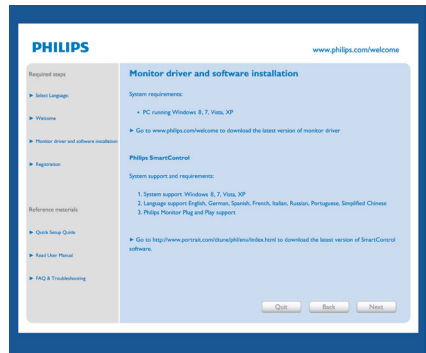 PHILIPS
www.philips.com/welcome
Required steps
Select Language:
Welcome
Monitor driver and software installation
Registration
Reference materials
Quick Setup Quide
Read User Manual
FAQ & Troubleshooting
Monitor driver and software installation
System requirements:
• PC running Windows 8, 7, Vista, XP
Go to www.philips.com/welcome to download the latest version of monitor driver
Philips SmartControl
System support and requirements:
1. System support Windows 8, 7, Vista, XP
2. Language support English, German, Spanish, French, Italian, Russian, Portuguese, Simplified Chinese
3. Philips Monitor Plug and Play support
Go to http://www.portrait.com/dtune/phl/enu/index.html to download the latest version of SmartControl
software.
Quit
Back
Next